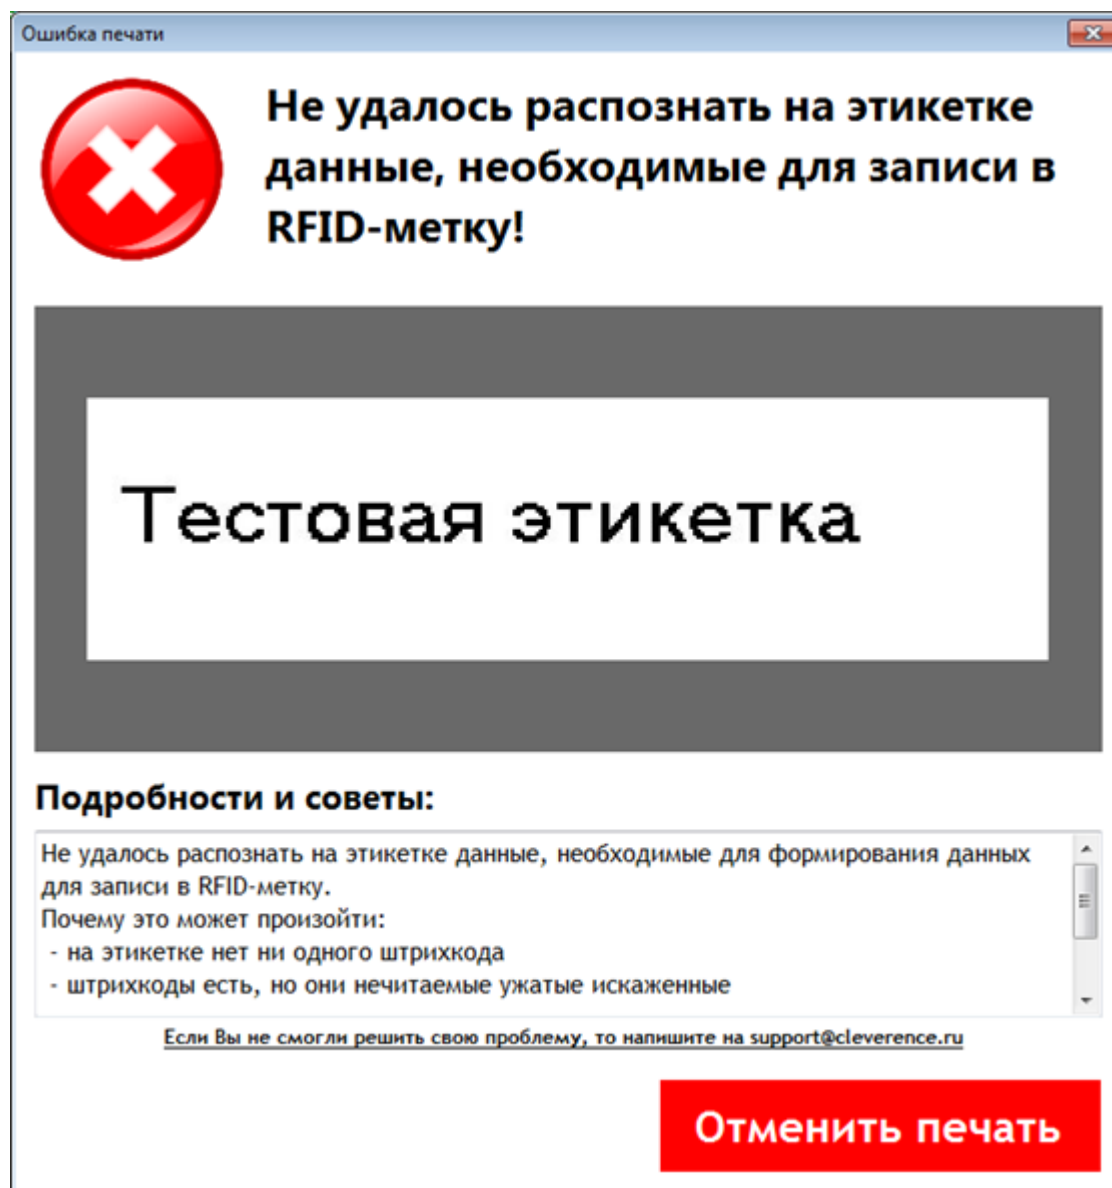 Ошибка печати
Не удалось распознать на этикетке
данные, необходимые для записи в
RFID-метку!
Тестовая этикетка
Подробности и советы:
Не удалось распознать на этикетке данные, необходимые для формирования данных
для записи в RFID-метку.
Почему это может произойти:
- на этикетке нет ни одного штрихкода
- штрихкоды есть, но они нечитаемые ужатые искаженные
Если Вы не смогли решить свою проблему, то напишите на support@cleverence.ru
Отменить печать